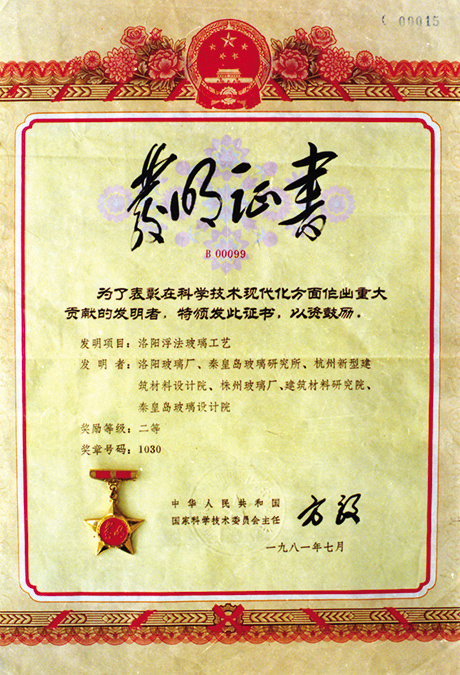 C 00015
發明证書
B 00099
为了表彰在科学技术现代化方面作出重大
贡献的发明者，特颁发此证书，以资鼓励。
发明项目：洛阳浮法玻璃工艺
发明者：洛阳玻璃厂、秦皇岛玻璃研究所、杭州新型建
筑材料设计院、株州玻璃厂、建筑材料研究院、
秦皇岛玻璃设计院
奖励等级：二等
奖章号码：1030
中华人民共和国
国家科学技术委员会主任 方毅
一九八一年七月